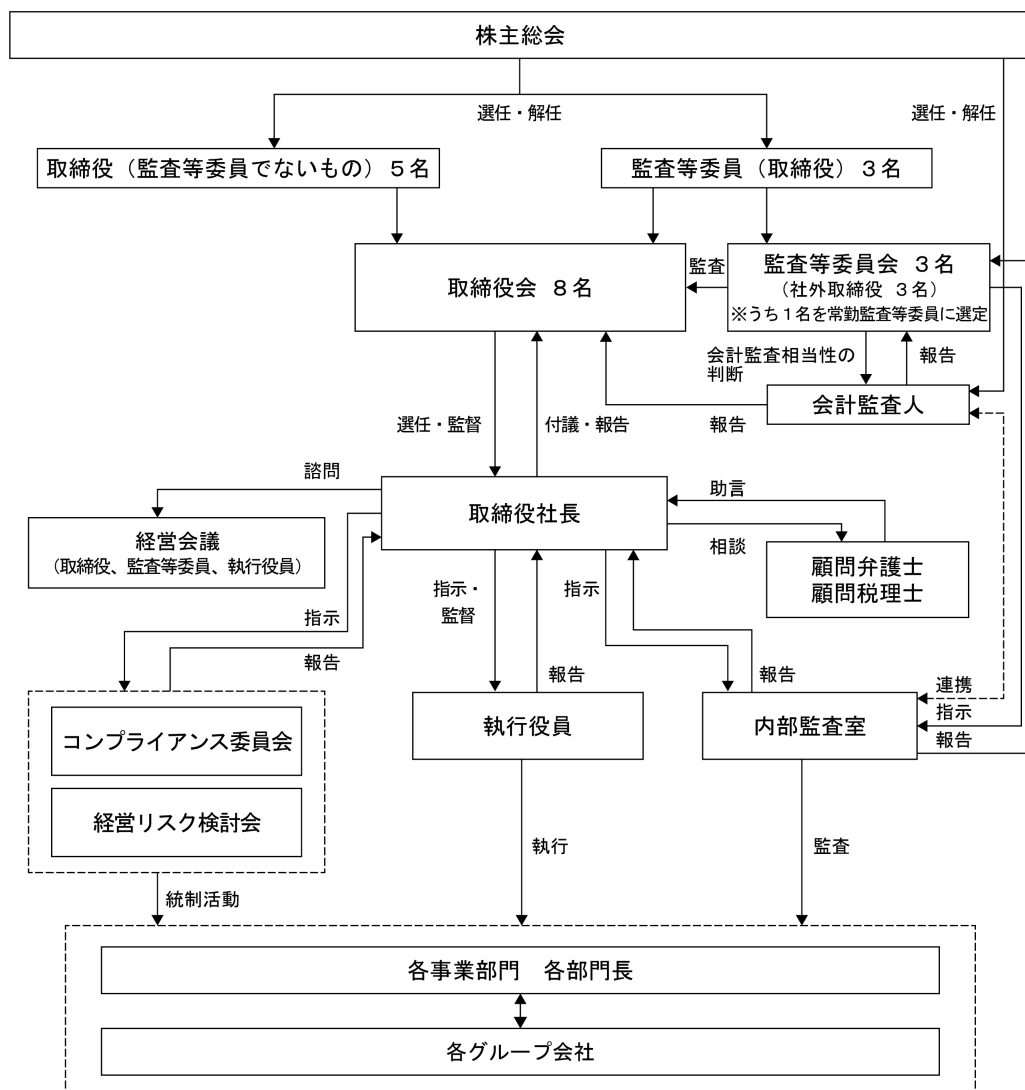 株主総会
選任・解任
選任・解任
取締役（監査等委員でないもの）５名
監査等委員（取締役）３名
取締役会 ８名
監査
監査等委員会 ３名
（社外取締役 ３名）
※うち１名を常勤監査等委員に選定
会計監査相当性の
判断
報告
会計監査人
報告
選任・監督
付議・報告
諮問
取締役社長
助言
相談
経営会議
（取締役、監査等委員、執行役員）
顧問弁護士
顧問税理士
指示
報告
指示・
監督
報告
指示
報告
連携
指示
報告
コンプライアンス委員会
経営リスク検討会
執行役員
内部監査室
統制活動
執行
監査
各事業部門　各部門長
各グループ会社